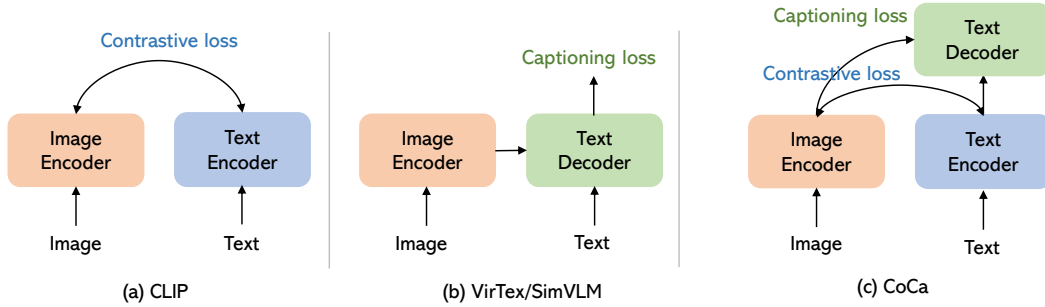 Contrastive loss
Image
Encoder
Text
Encoder
Image
Text
(a) CLIP
Captioning loss
Image
Encoder
Text
Decoder
Image
Text
(b) VirTex/SimVLM
Captioning loss
Text
Decoder
Contrastive loss
Image
Encoder
Text
Encoder
Image
Text
(c) CoCa